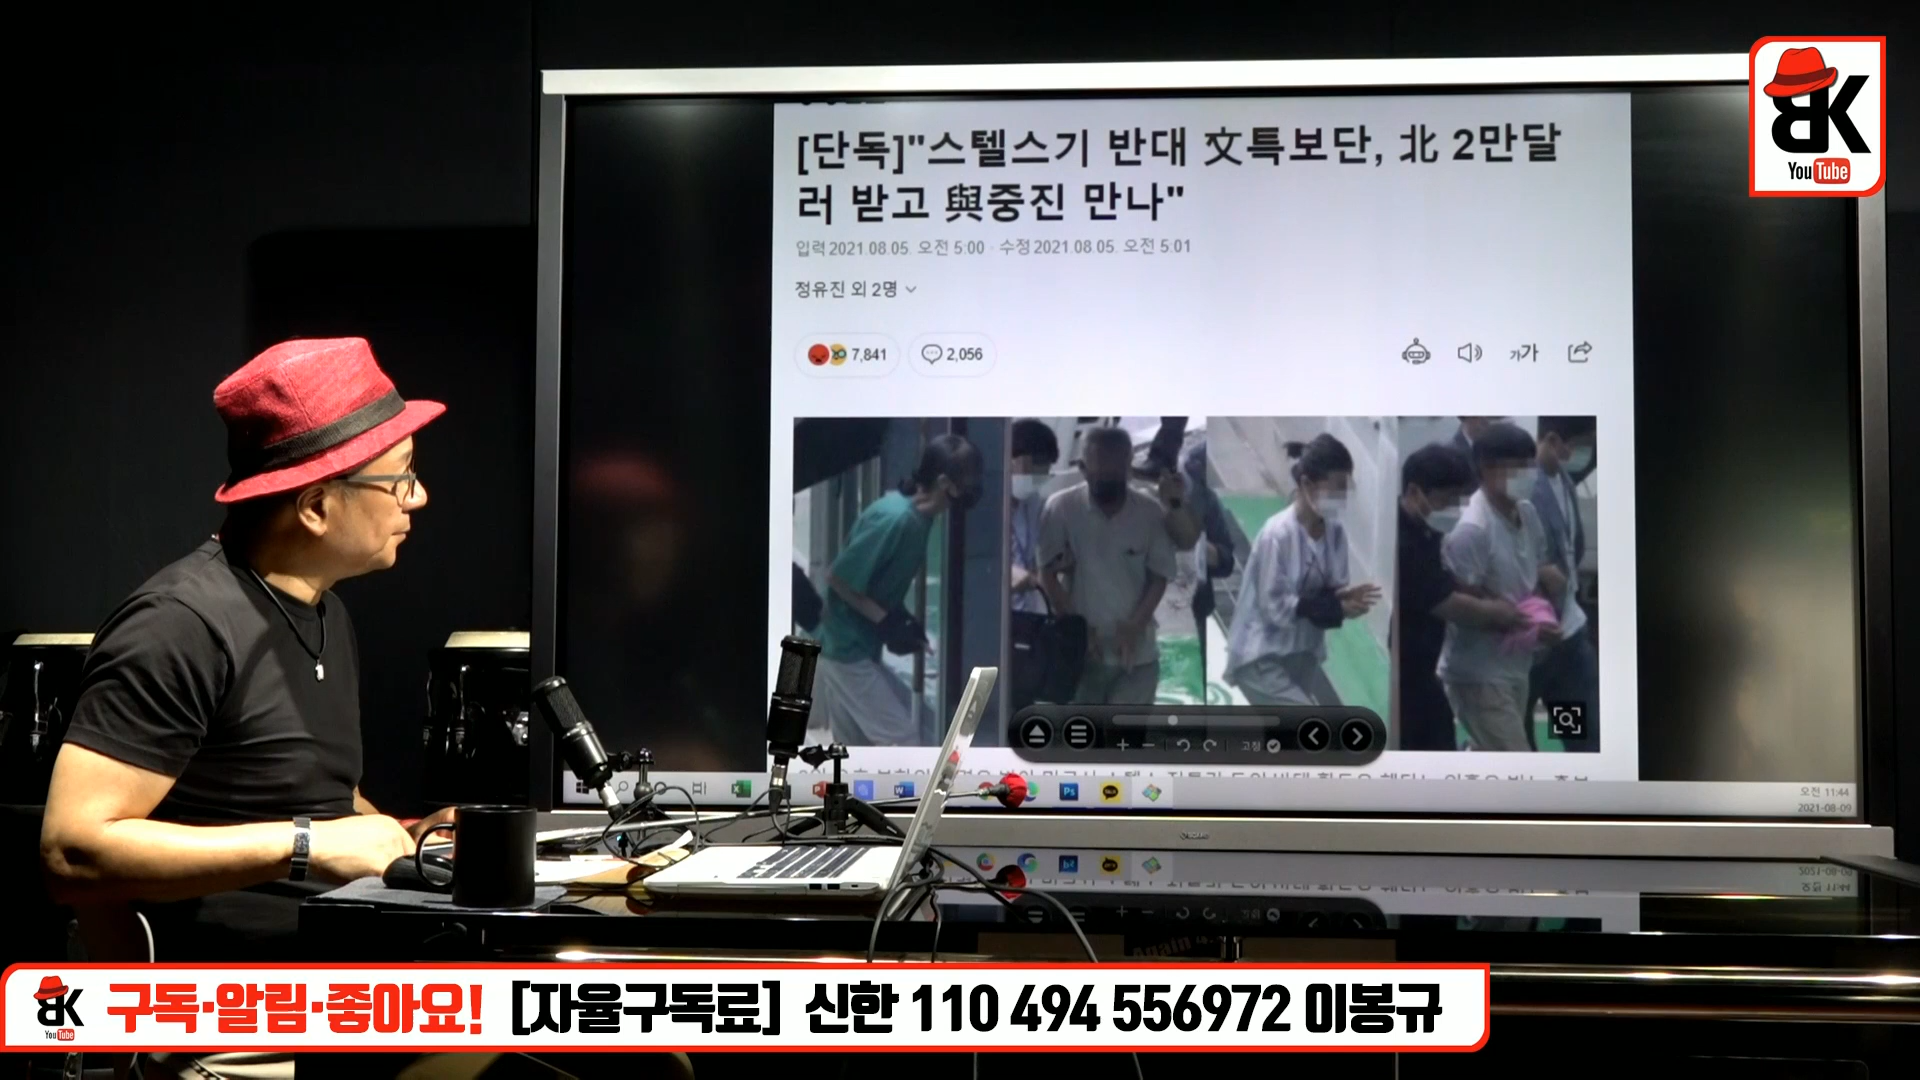 BK
YouTube
[단독]"스텔스기 반대 文특보단, 北 2만달
러 받고 與중진 만나"
입력 2021.08.05. 오전 5:00 · 수정 2021.08.05. 오전 5:01
정유진 외 2명
7,841 2,056
가가
고정
오전 11:44
2021-08-09
BK
YouTube
구독·알림·좋아요! [자율구독료] 신한 110 494 556972 이봉규